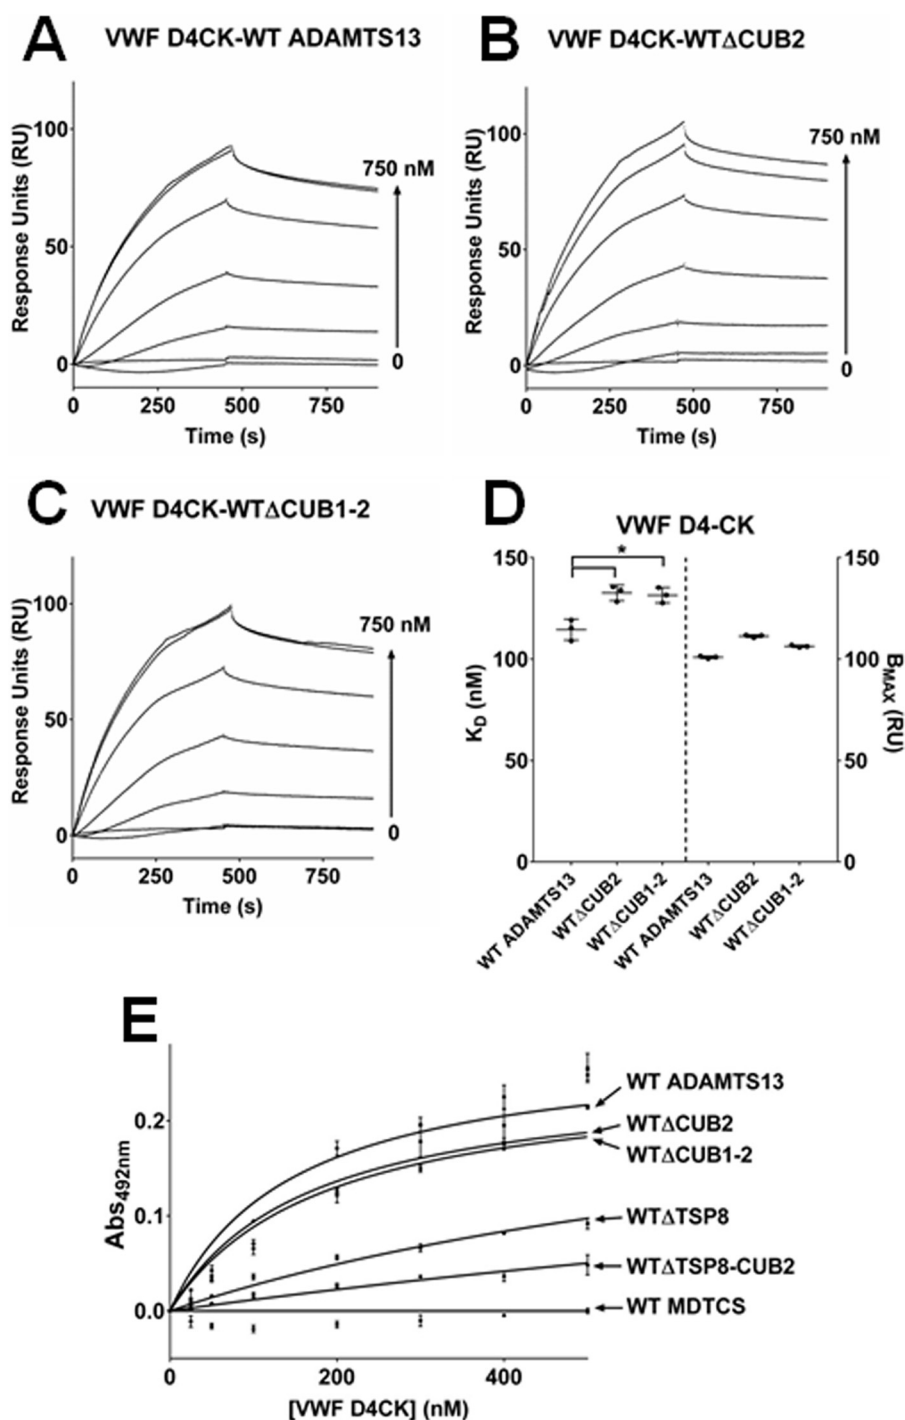 A VWF D4CK-WT ADAMTS13
Response Units (RU)
100
50
0
0 250 500 750
Time (s)
750 nM
0
B VWF D4CK-WTΔCUB2
Response Units (RU)
100
50
0
0 250 500 750
Time (s)
750 nM
0
C VWF D4CK-WTΔCUB1-2
Response Units (RU)
100
50
0
0 250 500 750
Time (s)
750 nM
0
D
VWF D4-CK
*
K_D (nM)
150
100
50
0
150
100
50
0
B_MAX (RU)
WT ADAMTS13
WTΔCUB2
WTΔCUB1-2
WT ADAMTS13
WTΔCUB2
WTΔCUB1-2
E
Abs492nm
0.2
0.1
0.0
0 200 400
[VWF D4CK] (nM)
WT ADAMTS13
WTΔCUB2
WTΔCUB1-2
WTΔTSP8
WTΔTSP8-CUB2
WT MDTCS